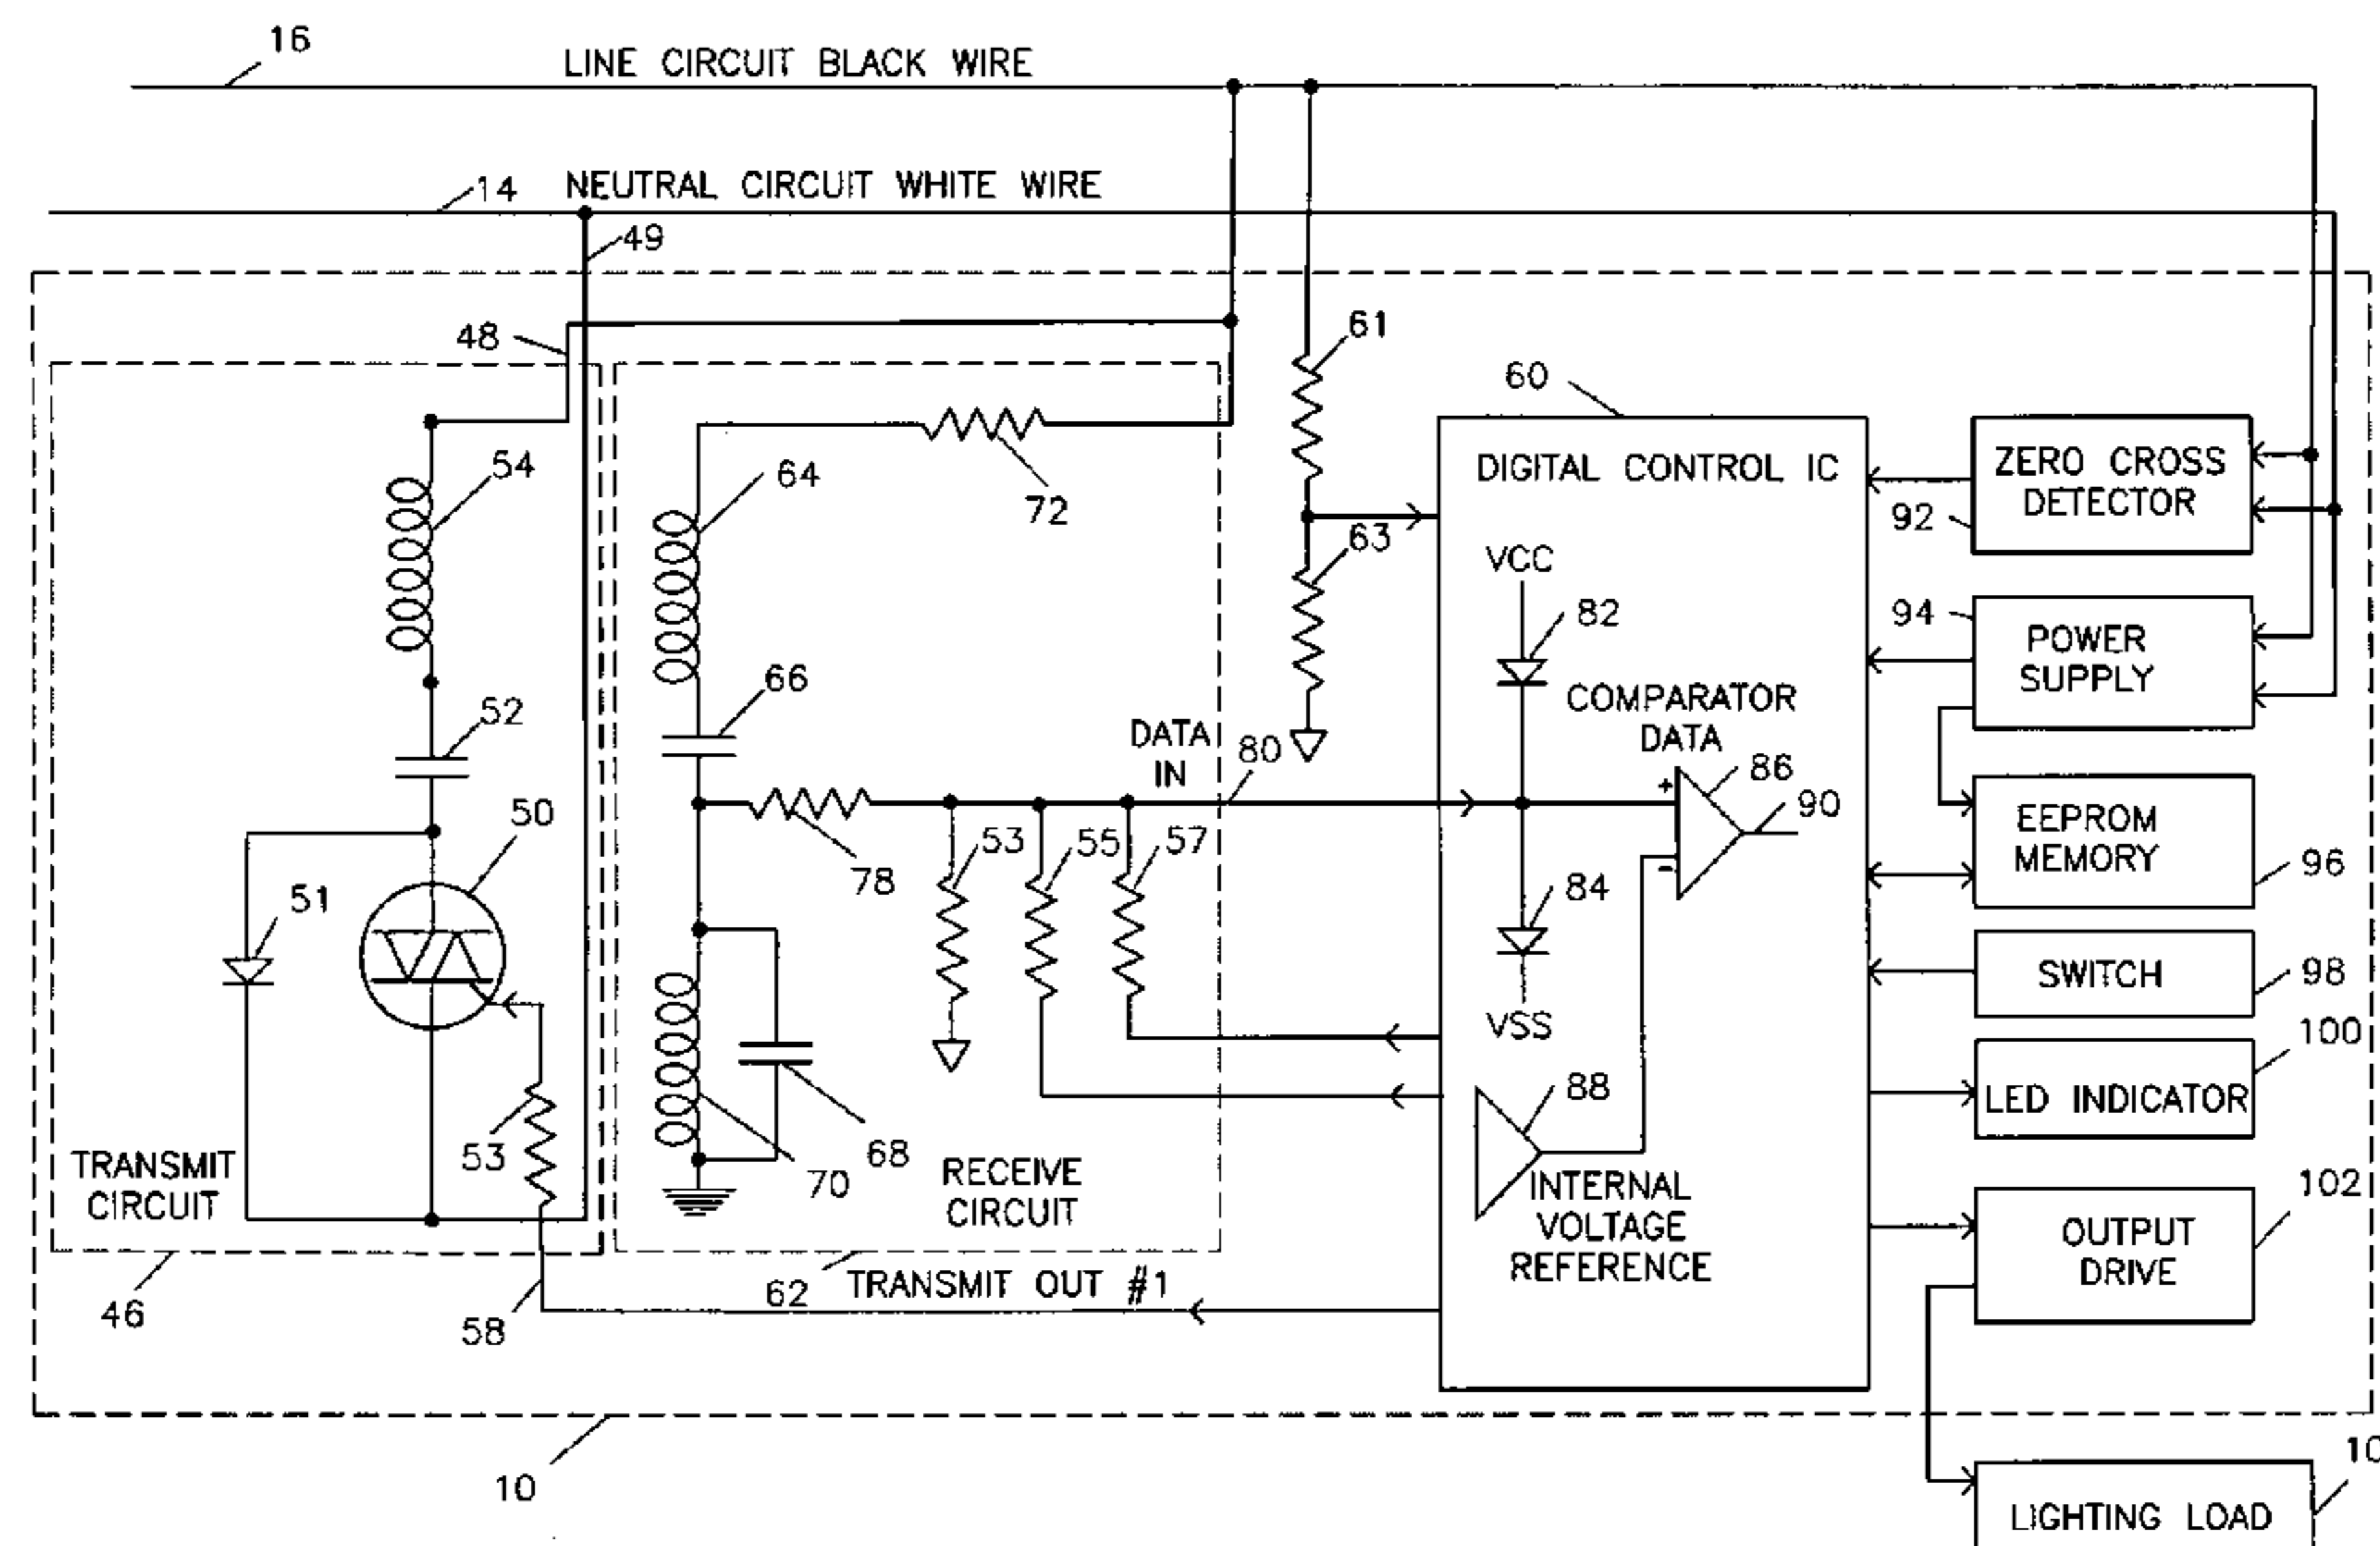 16
LINE CIRCUIT BLACK WIRE
14
NEUTRAL CIRCUIT WHITE WIRE
49
48
61
60
54
64
72
DIGITAL CONTROL IC
ZERO CROSS
DETECTOR
92
63
VCC
82
94
POWER
SUPPLY
66
52
COMPARATOR
DATA
DATA
IN
80
+
86
90
-
50
53
55
57
78
EEPROM
MEMORY
96
51
84
SWITCH
98
VSS
100
88
LED INDICATOR
53
68
70
TRANSMIT
CIRCUIT
RECEIVE
CIRCUIT
INTERNAL
VOLTAGE
REFERENCE
102
OUTPUT
DRIVE
62
TRANSMIT OUT #1
46
58
10
10
LIGHTING LOAD